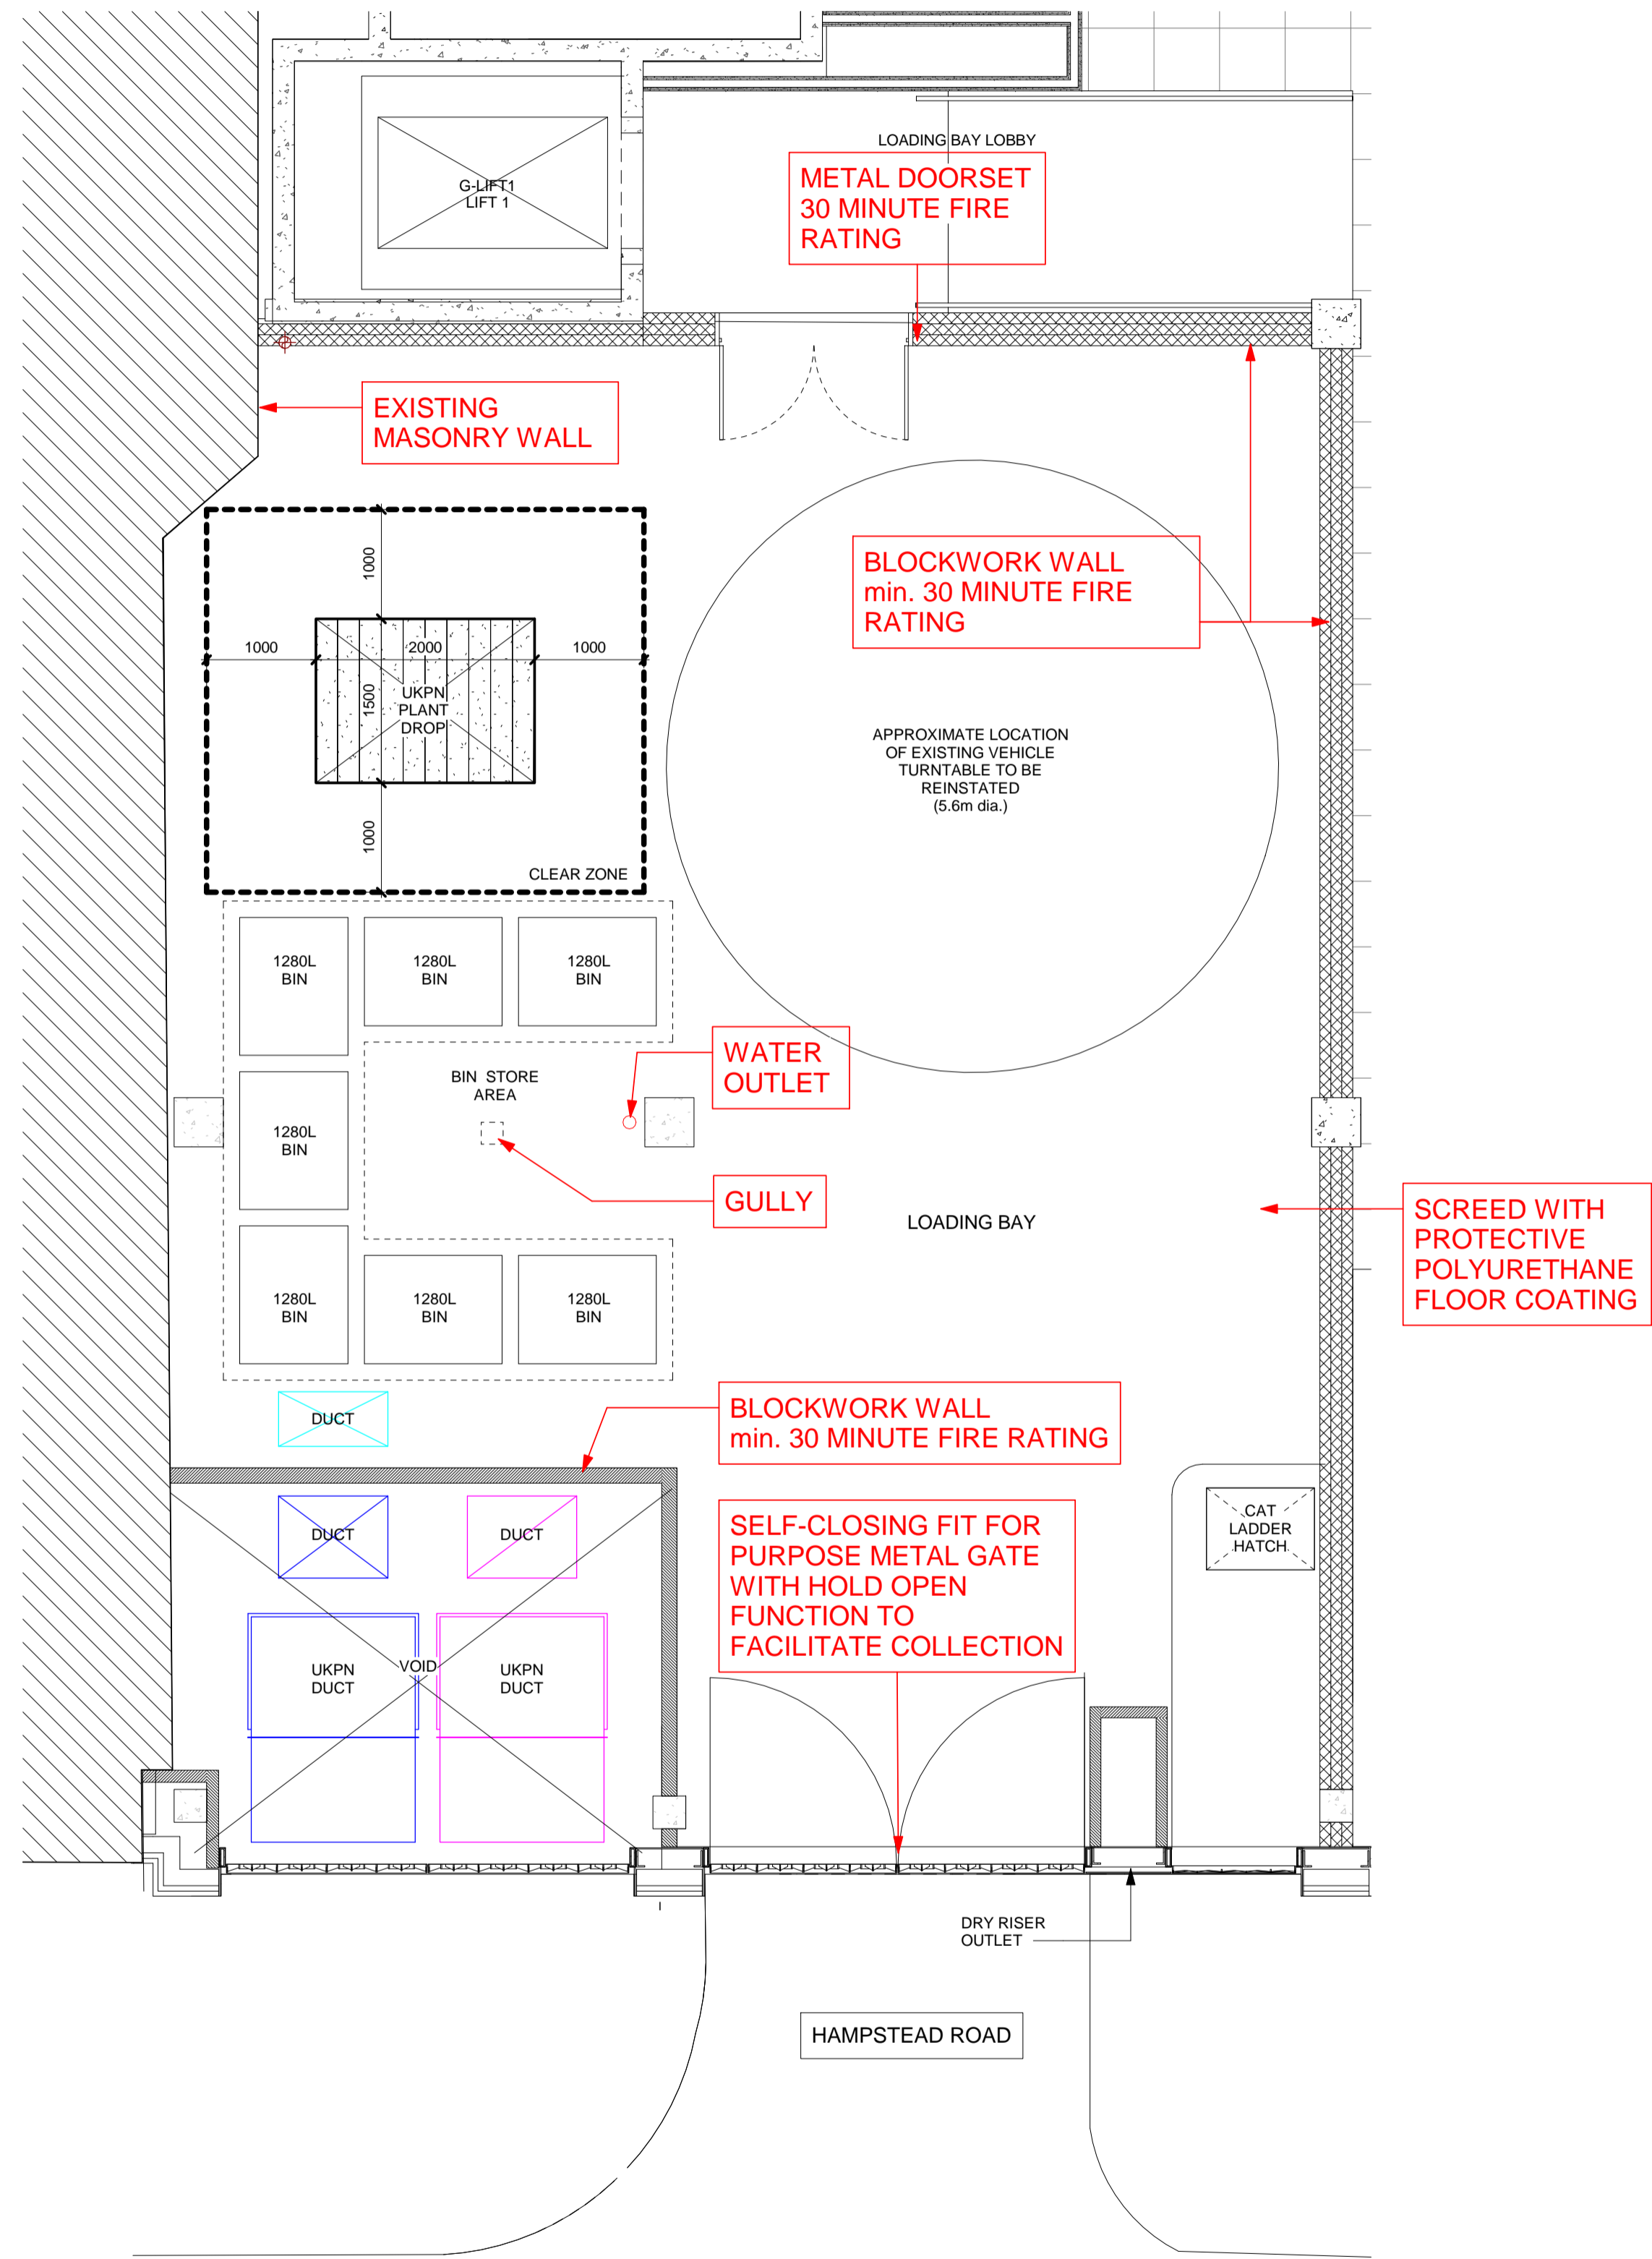 LOADING BAY LOBBY
METAL DOORSET
30 MINUTE FIRE
RATING
G-LIFT1
LIFT 1
EXISTING
MASONRY WALL
BLOCKWORK WALL
min. 30 MINUTE FIRE
RATING
1000
1000
2000
1000
1500
UKPN
PLANT
DROP
1000
CLEAR ZONE
APPROXIMATE LOCATION
OF EXISTING VEHICLE
TURNTABLE TO BE
REINSTATED
(5.6m dia.)
1280L
BIN
1280L
BIN
1280L
BIN
WATER
OUTLET
BIN STORE
AREA
1280L
BIN
GULLY
LOADING BAY
SCREED WITH
PROTECTIVE
POLYURETHANE
FLOOR COATING
1280L
BIN
1280L
BIN
1280L
BIN
DUCT
BLOCKWORK WALL
min. 30 MINUTE FIRE RATING
DUCT
DUCT
SELF-CLOSING FIT FOR
PURPOSE METAL GATE
WITH HOLD OPEN
FUNCTION TO
FACILITATE COLLECTION
CAT
LADDER
HATCH
UKPN
DUCT
VOID
UKPN
DUCT
DRY RISER
OUTLET
HAMPSTEAD ROAD